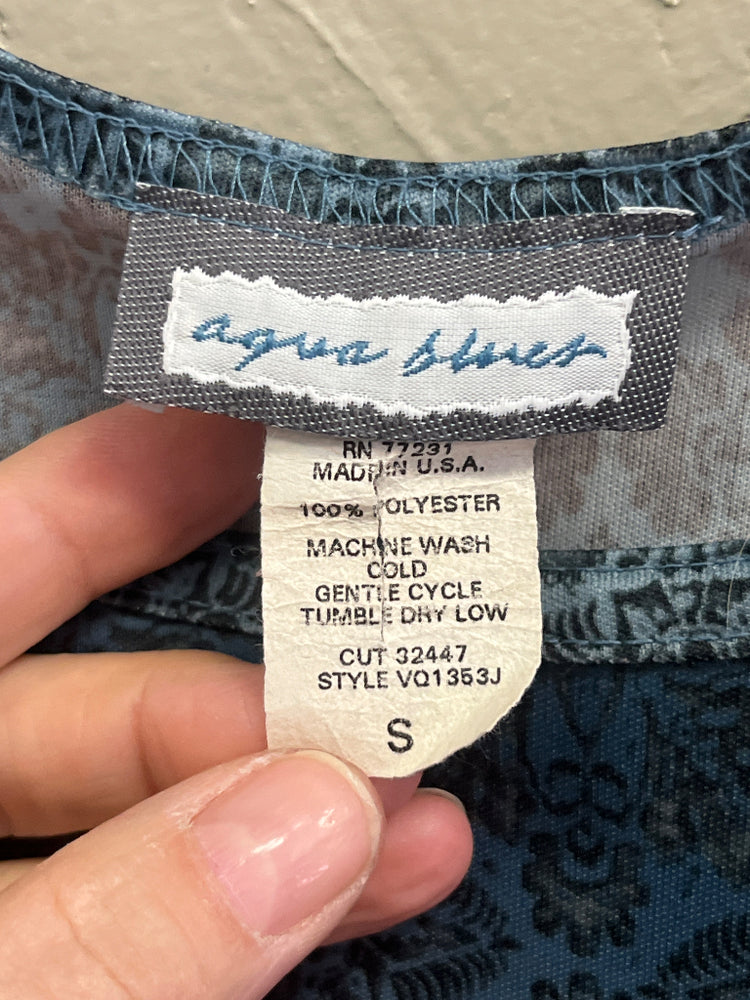 aqua blues
RN 77231
MADE IN U.S.A.
100% POLYESTER
MACHINE WASH
COLD
GENTLE CYCLE
TUMBLE DRY LOW
CUT 32447
STYLE VQ1353J
S